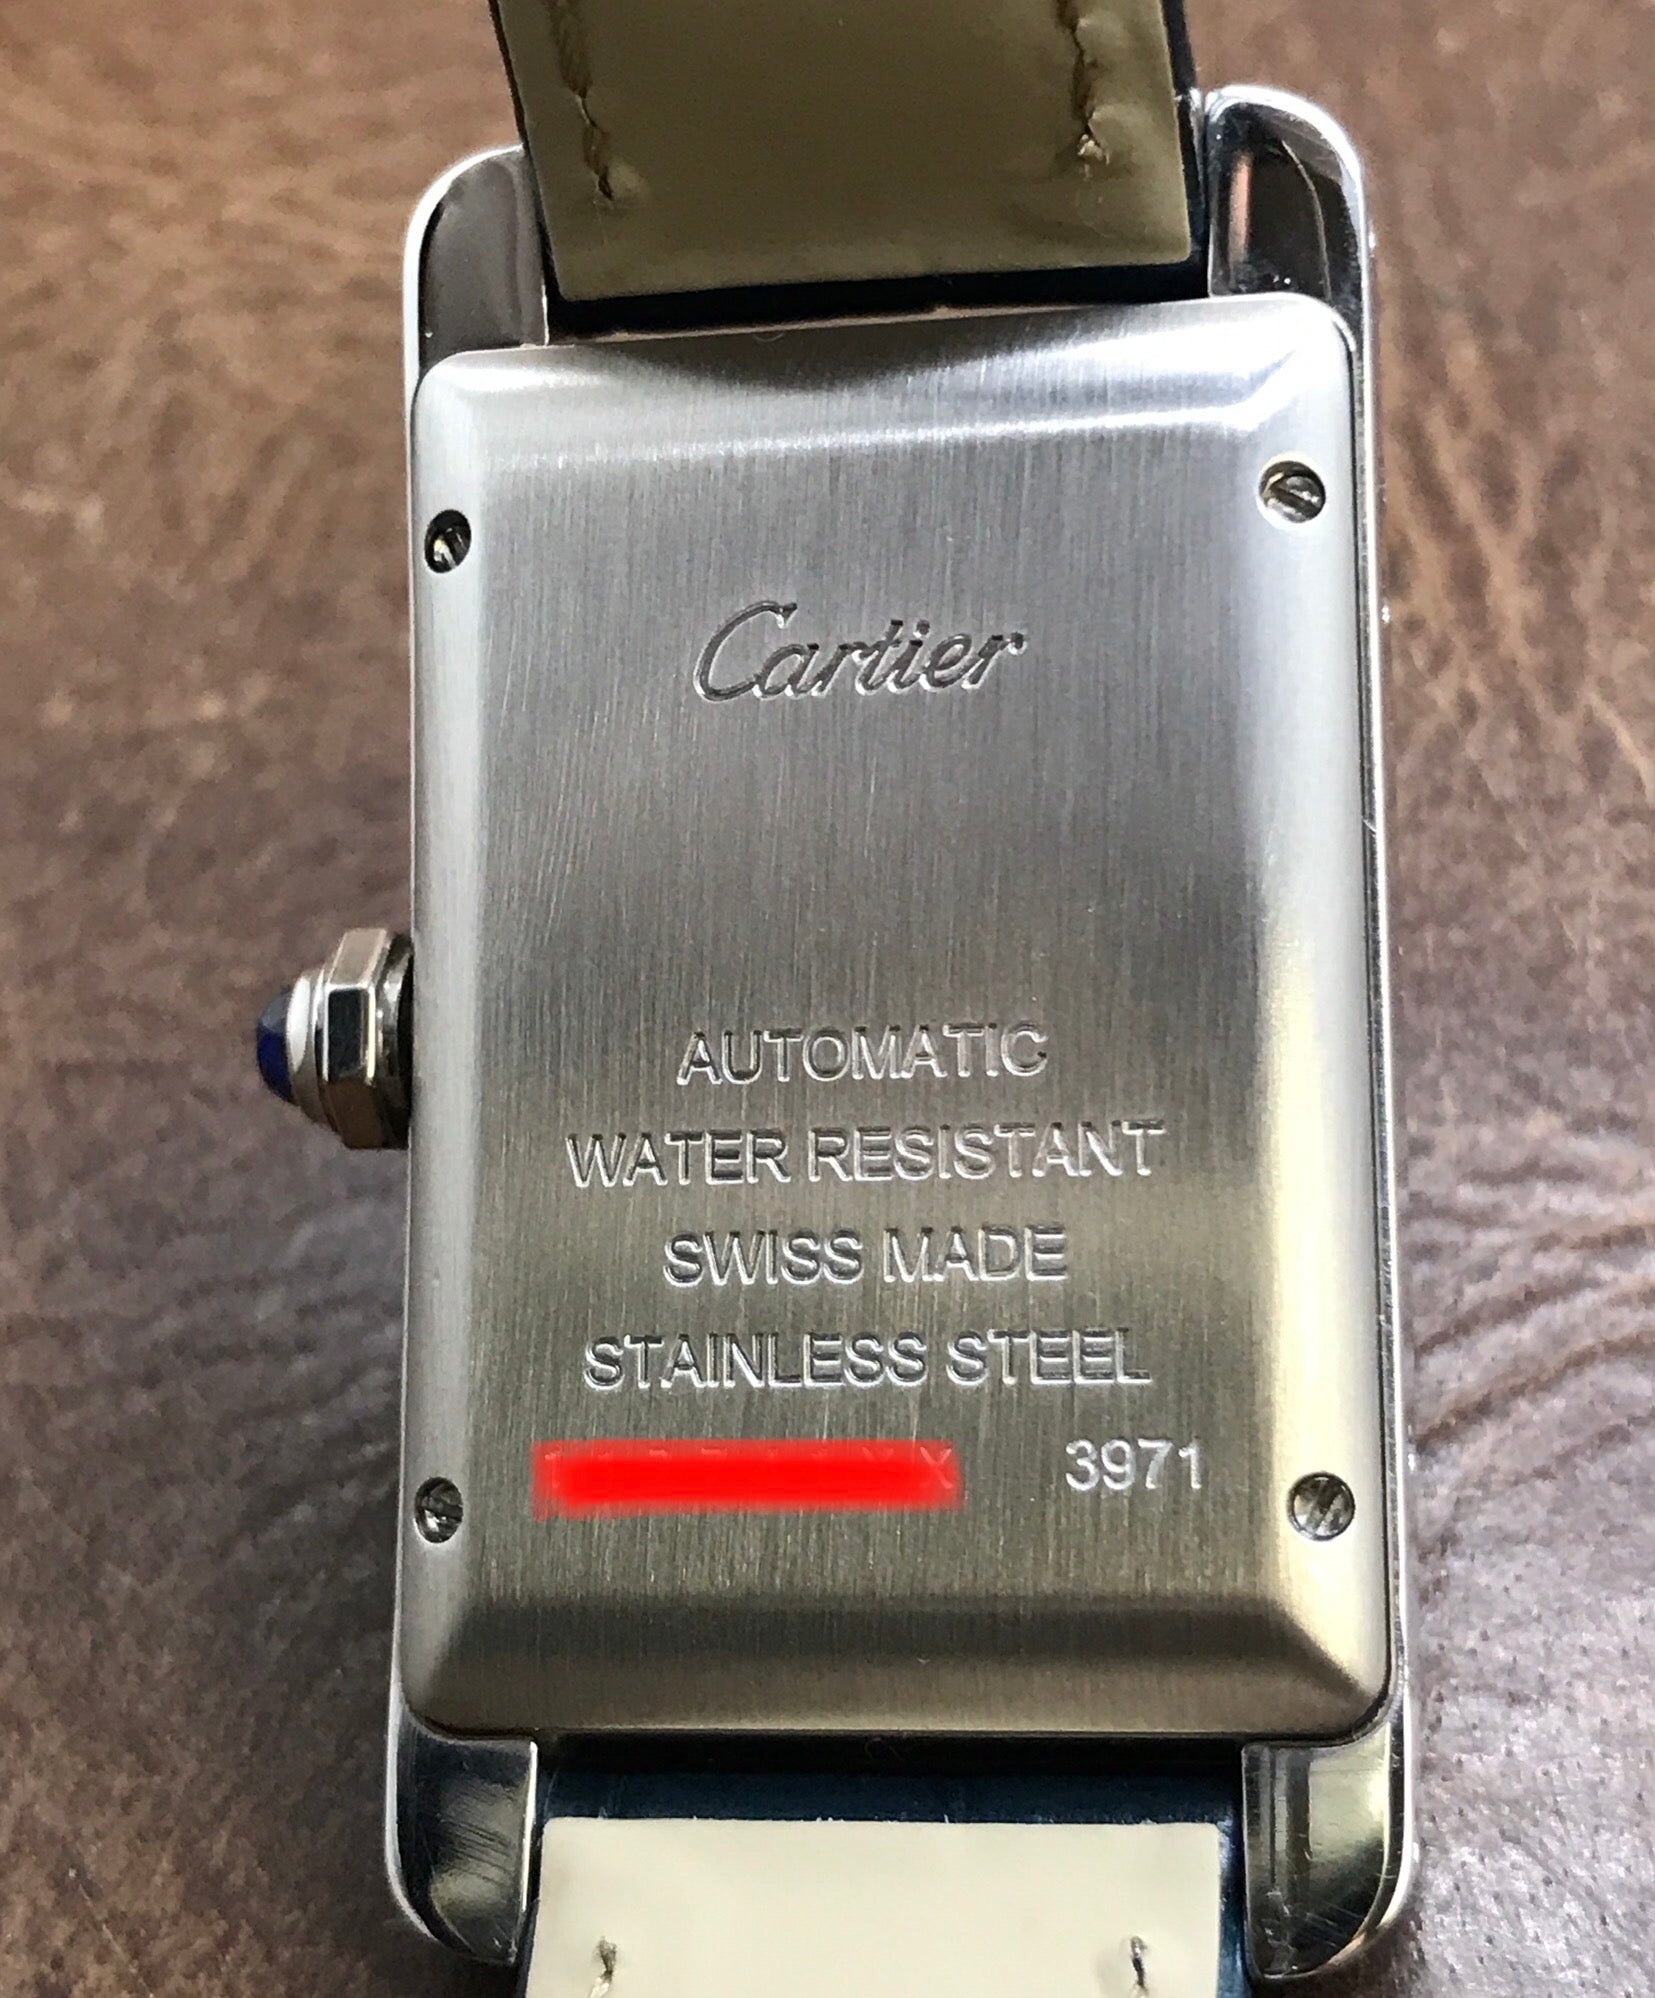 Cartier
AUTOMATIC
WATER RESISTANT
SWISS MADE
STAINLESS STEEL
3971